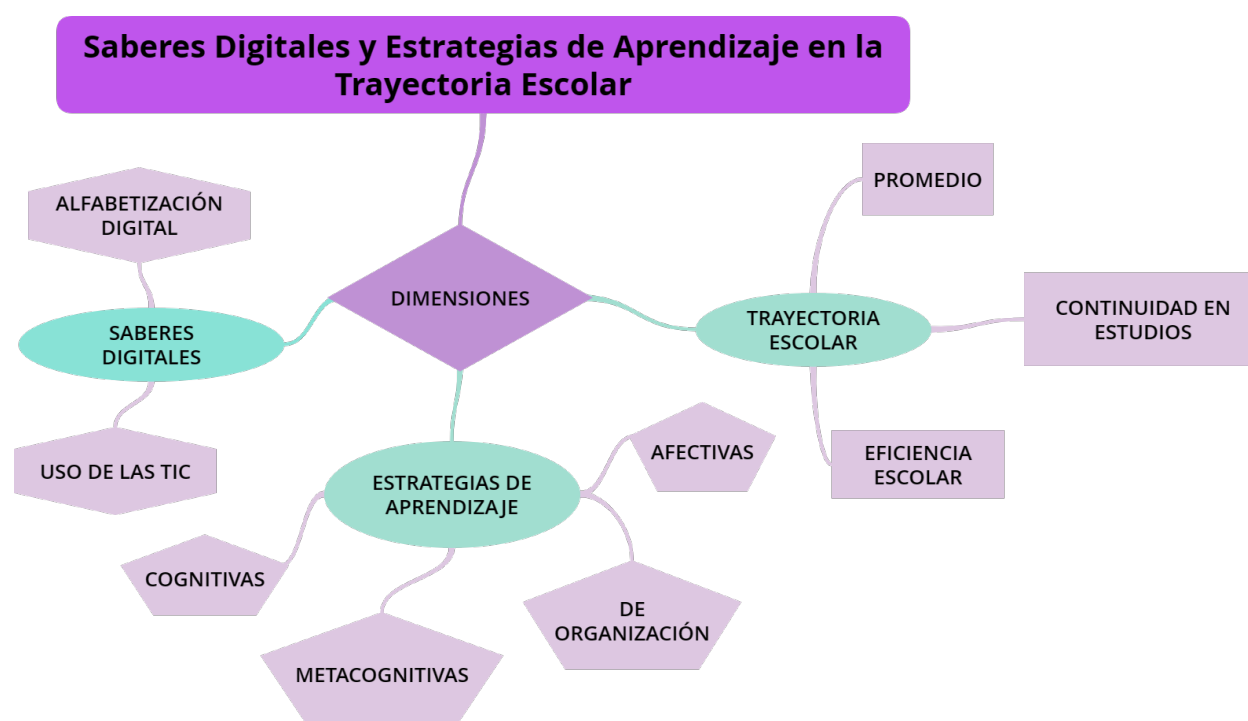 Saberes Digitales y Estrategias de Aprendizaje en la
Trayectoria Escolar
ALFABETIZACIÓN
DIGITAL
SABERES
DIGITALES
USO DE LAS TIC
DIMENSIONES
PROMEDIO
TRAYECTORIA
ESCOLAR
CONTINUIDAD EN
ESTUDIOS
EFICIENCIA
ESCOLAR
ESTRATEGIAS DE
APRENDIZAJE
AFECTIVAS
COGNITIVAS
METACOGNITIVAS
DE
ORGANIZACIÓN